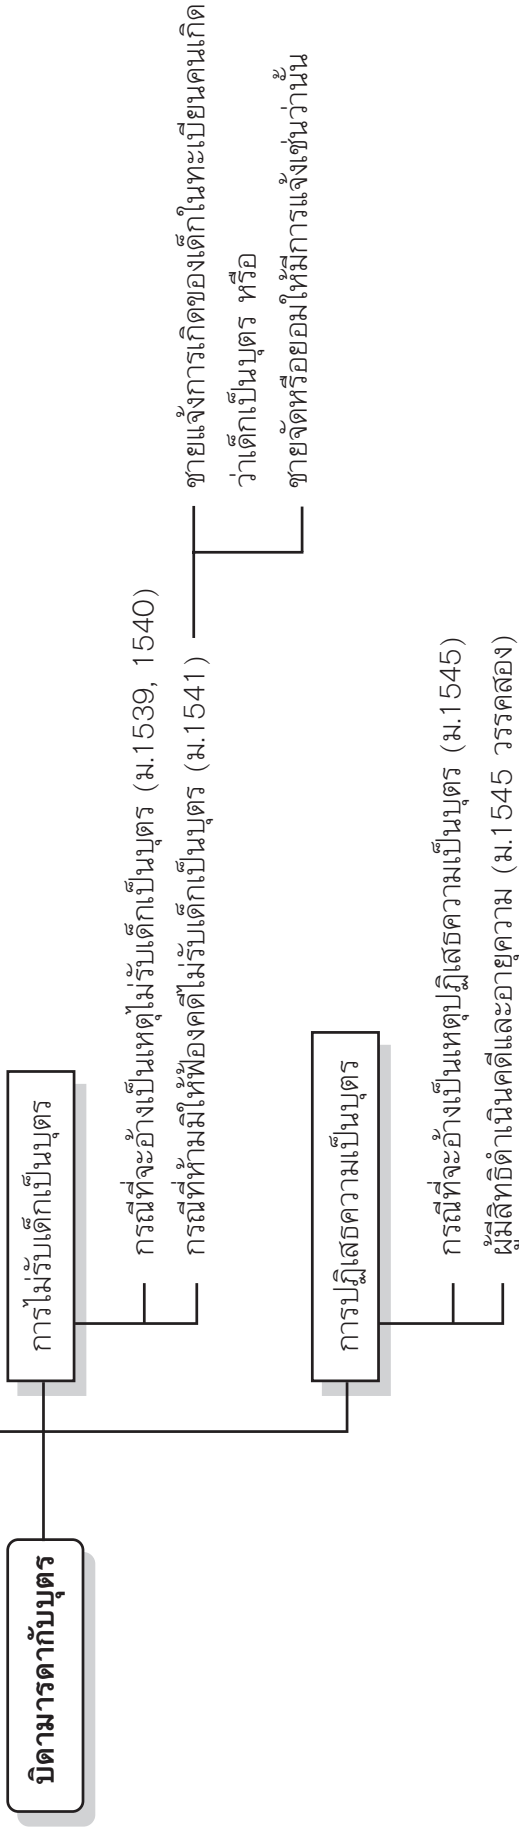 บิดามารดากับบุตร
การไม่รับเด็กเป็นบุตร
กรณีที่จะอ้างเป็นเหตุไม่รับเด็กเป็นบุตร (ม.1539, 1540)
กรณีที่ห้ามมิให้ฟ้องคดีไม่รับเด็กเป็นบุตร (ม.1541)
ชายแจ้งการเกิดของเด็กในทะเบียนคนเกิด
ว่าเด็กเป็นบุตร หรือ
ชายจัดหรือยอมให้มีการแจ้งเช่นว่านั้น
การปฏิเสธความเป็นบุตร
กรณีที่จะอ้างเป็นเหตุปฏิเสธความเป็นบุตร (ม.1545)
ผู้มีสิทธิดำเนินคดีและอายุความ (ม.1545 วรรคสอง)